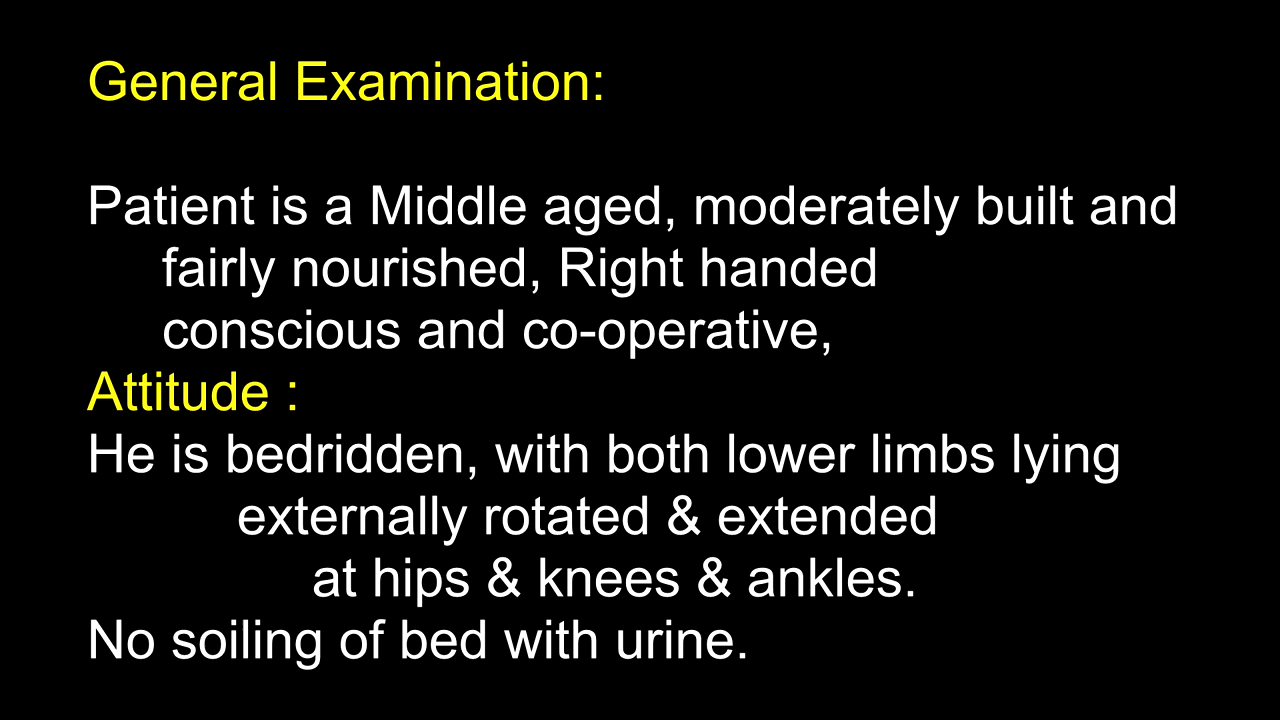 General Examination:
Patient is a Middle aged, moderately built and
fairly nourished, Right handed
conscious and co-operative,
Attitude :
He is bedridden, with both lower limbs lying
externally rotated & extended
at hips & knees & ankles.
No soiling of bed with urine.